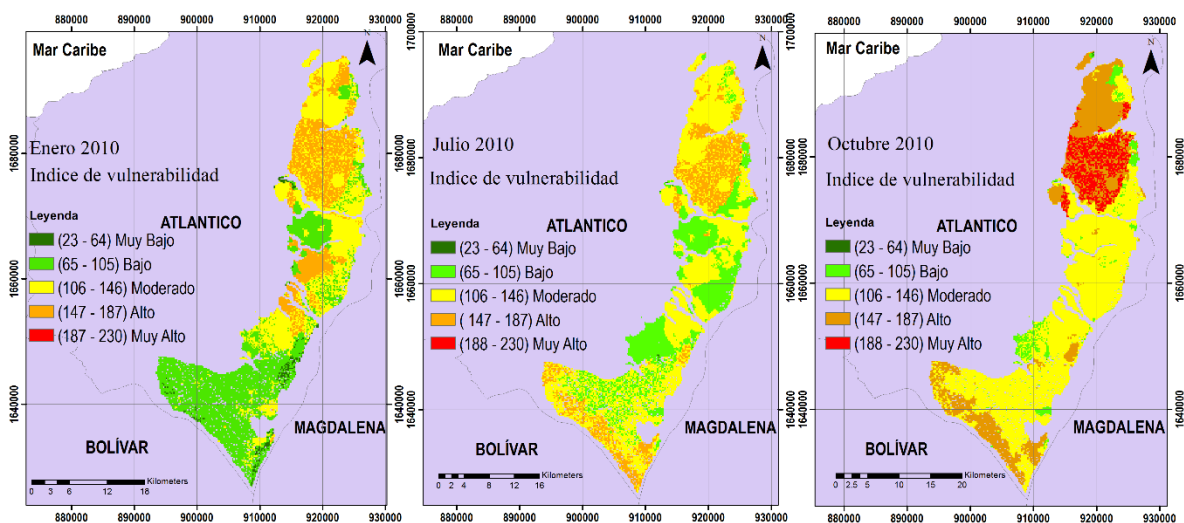 880000 890000 900000 910000 920000 930000
Mar Caribe
N
Enero 2010
Indice de vulnerabilidad
Leyenda
ATLANTICO
(23 - 64) Muy Bajo
(65 - 105) Bajo
(106 - 146) Moderado
(147 - 187) Alto
(187 - 230) Muy Alto
MAGDALENA
BOLÍVAR
Kilometers
0 3 6 12 18
1680000
1660000
1640000
880000 890000 900000 910000 920000 930000
880000 890000 900000 910000 920000 930000
1700000
Mar Caribe
N
Julio 2010
Indice de vulnerabilidad
Leyenda
ATLANTICO
(23 - 64) Muy Bajo
(65 - 105) Bajo
(106 - 146) Moderado
( 147 - 187) Alto
(188 - 230) Muy Alto
MAGDALENA
BOLÍVAR
Kilometers
0 2 4 8 12 16
1680000
1660000
1640000
880000 890000 900000 910000 920000 930000
880000 890000 900000 910000 920000 930000
1700000
Mar Caribe
N
Octubre 2010
Indice de vulnerabilidad
Leyenda
ATLANTICO
(23 - 64) Muy Bajo
(65 - 105) Bajo
(106 - 146) Moderado
(147 - 187) Alto
(188 - 230) Muy Alto
MAGDALENA
BOLÍVAR
Kilometers
0 2.5 5 10 15 20
1680000
1660000
1640000
880000 890000 900000 910000 920000 930000